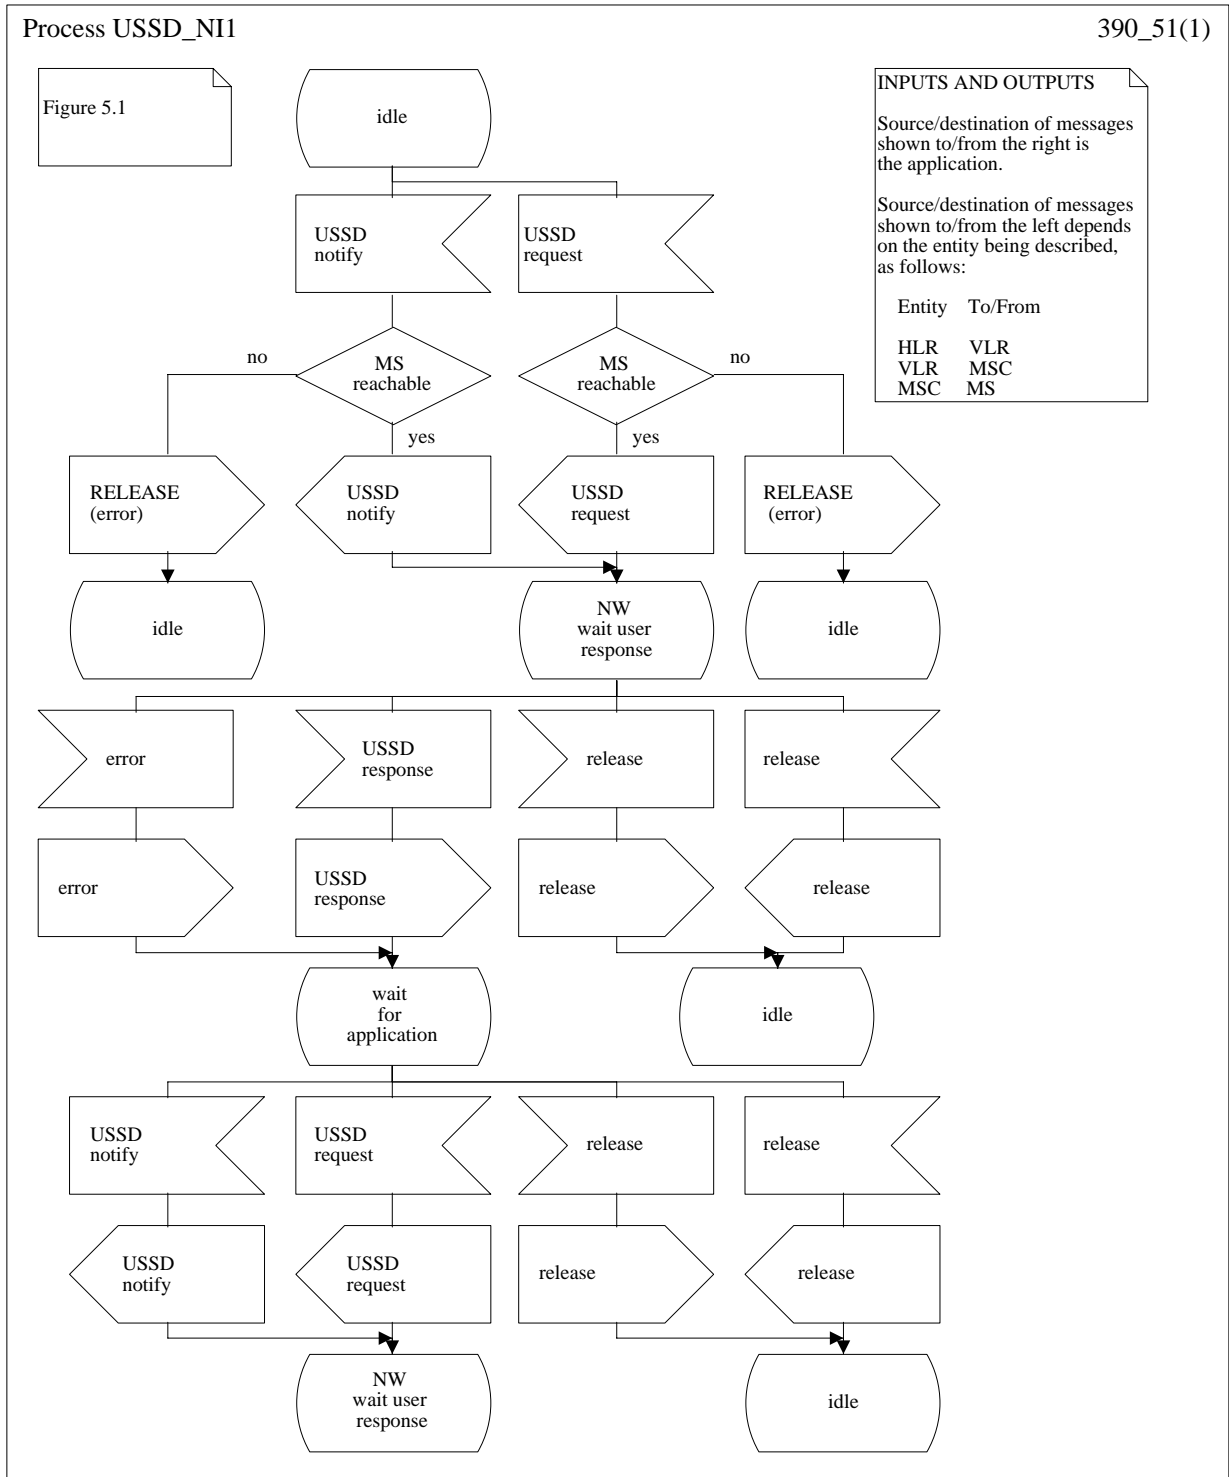 Process USSD_NI1
390_51(1)
Figure 5.1
idle
INPUTS AND OUTPUTS
Source/destination of messages
shown to/from the right is
the application.
Source/destination of messages
shown to/from the left depends
on the entity being described,
as follows:
Entity To/From
HLR VLR
VLR MSC
MSC MS
USSD
notify
USSD
request
no
MS
reachable
yes
MS
reachable
no
yes
RELEASE
(error)
USSD
notify
USSD
request
RELEASE
(error)
idle
NW
wait user
response
idle
error
USSD
response
release
release
error
USSD
response
release
release
wait
for
application
idle
USSD
notify
USSD
request
release
release
USSD
notify
USSD
request
release
release
NW
wait user
response
idle